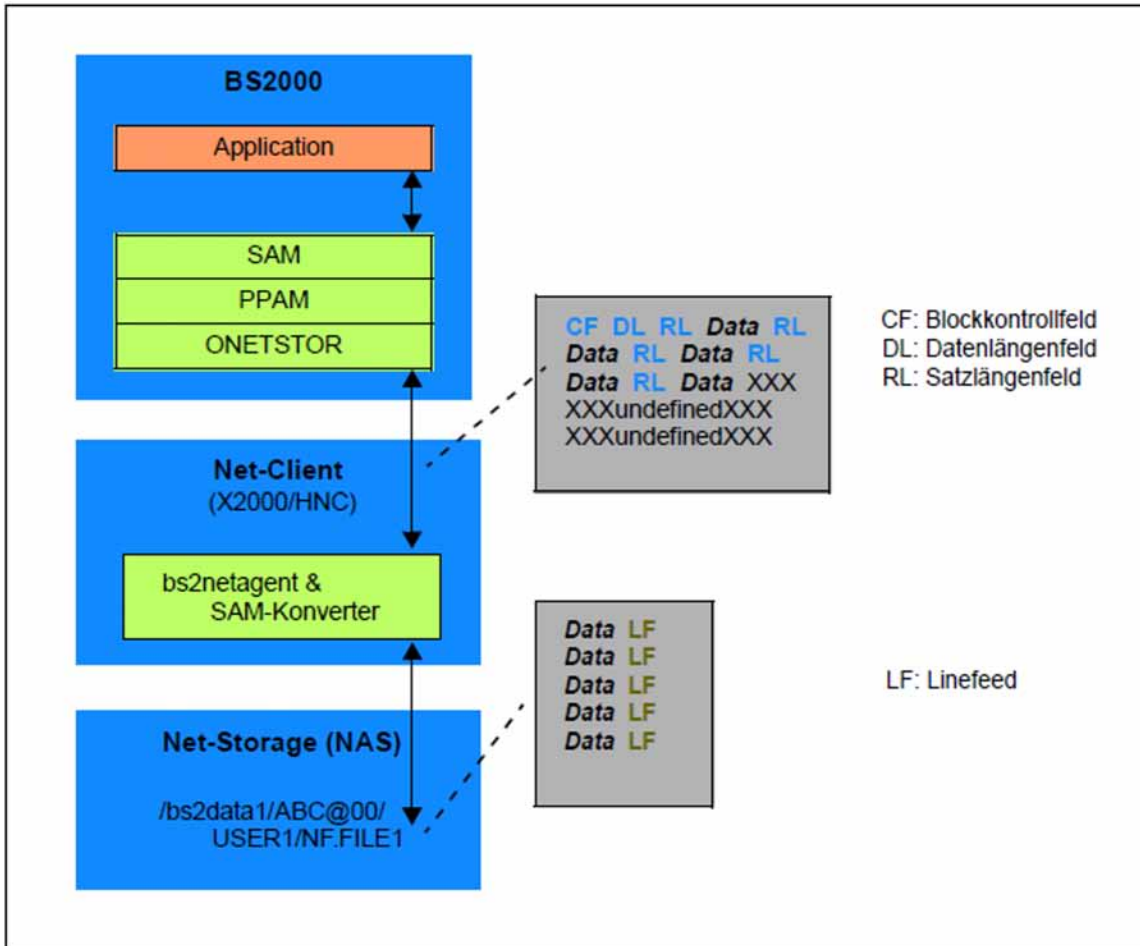 BS2000
Application
SAM
PPAM
ONETSTOR
CF DL RL Data RL
Data RL Data RL
Data RL Data XXX
XXXundefinedXXX
XXXundefinedXXX
CF: Blockkontrollfeld
DL: Datenlängenfeld
RL: Satzlängenfeld
Net-Client
(X2000/HNC)
bs2netagent &
SAM-Konverter
Data LF
Data LF
Data LF
Data LF
Data LF
LF: Linefeed
Net-Storage (NAS)
/bs2data1/ABC@00/
USER1/NF.FILE1